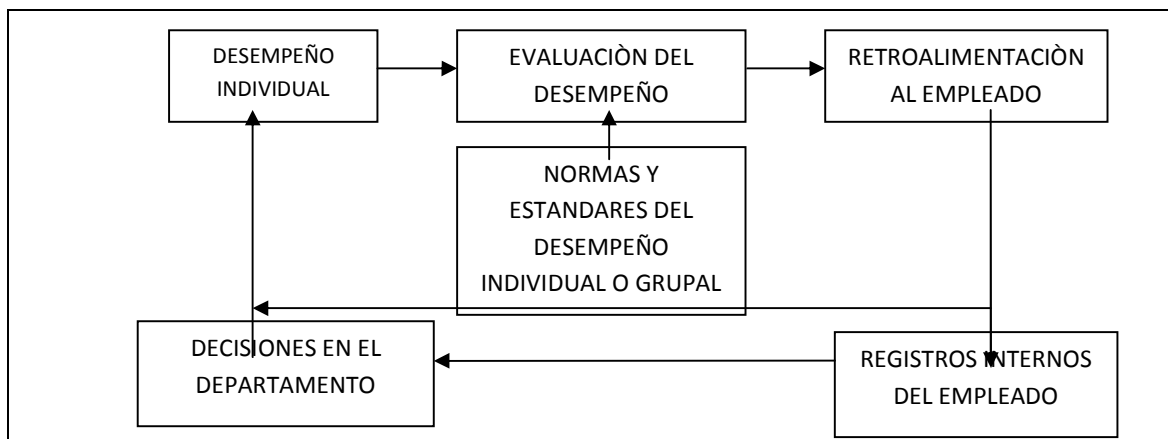 DESEMPEÑO
INDIVIDUAL
EVALUACIÒN DEL
DESEMPEÑO
RETROALIMENTACIÒN
AL EMPLEADO
NORMAS Y
ESTANDARES DEL
DESEMPEÑO
INDIVIDUAL O GRUPAL
DECISIONES EN EL
DEPARTAMENTO
REGISTROS INTERNOS
DEL EMPLEADO